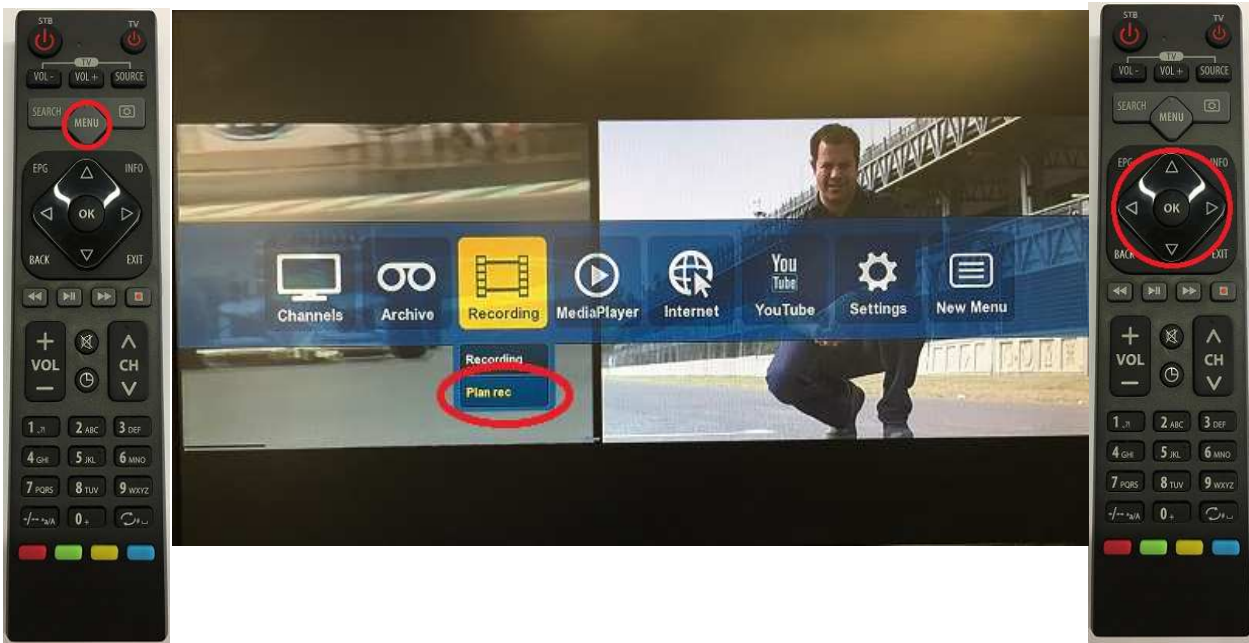 STB TV
TV
VOL - VOL + SOURCE
SEARCH
MENU
EPG INFO
OK
BACK EXIT
+
VOL CH
-
1 .,?! 2 ABC 3 DEF
4 GHI 5 JKL 6 MNO
7 PQRS 8 TUV 9 WXYZ
-/-- *a/A 0 +
Channels Archive Recording MediaPlayer Internet You Tube YouTube Settings New Menu
Recording
Plan rec
STB TV
TV
VOL - VOL + SOURCE
SEARCH
MENU
EPG INFO
OK
BACK EXIT
+
VOL CH
-
1 .,?! 2 ABC 3 DEF
4 GHI 5 JKL 6 MNO
7 PQRS 8 TUV 9 WXYZ
-/-- *a/A 0 +